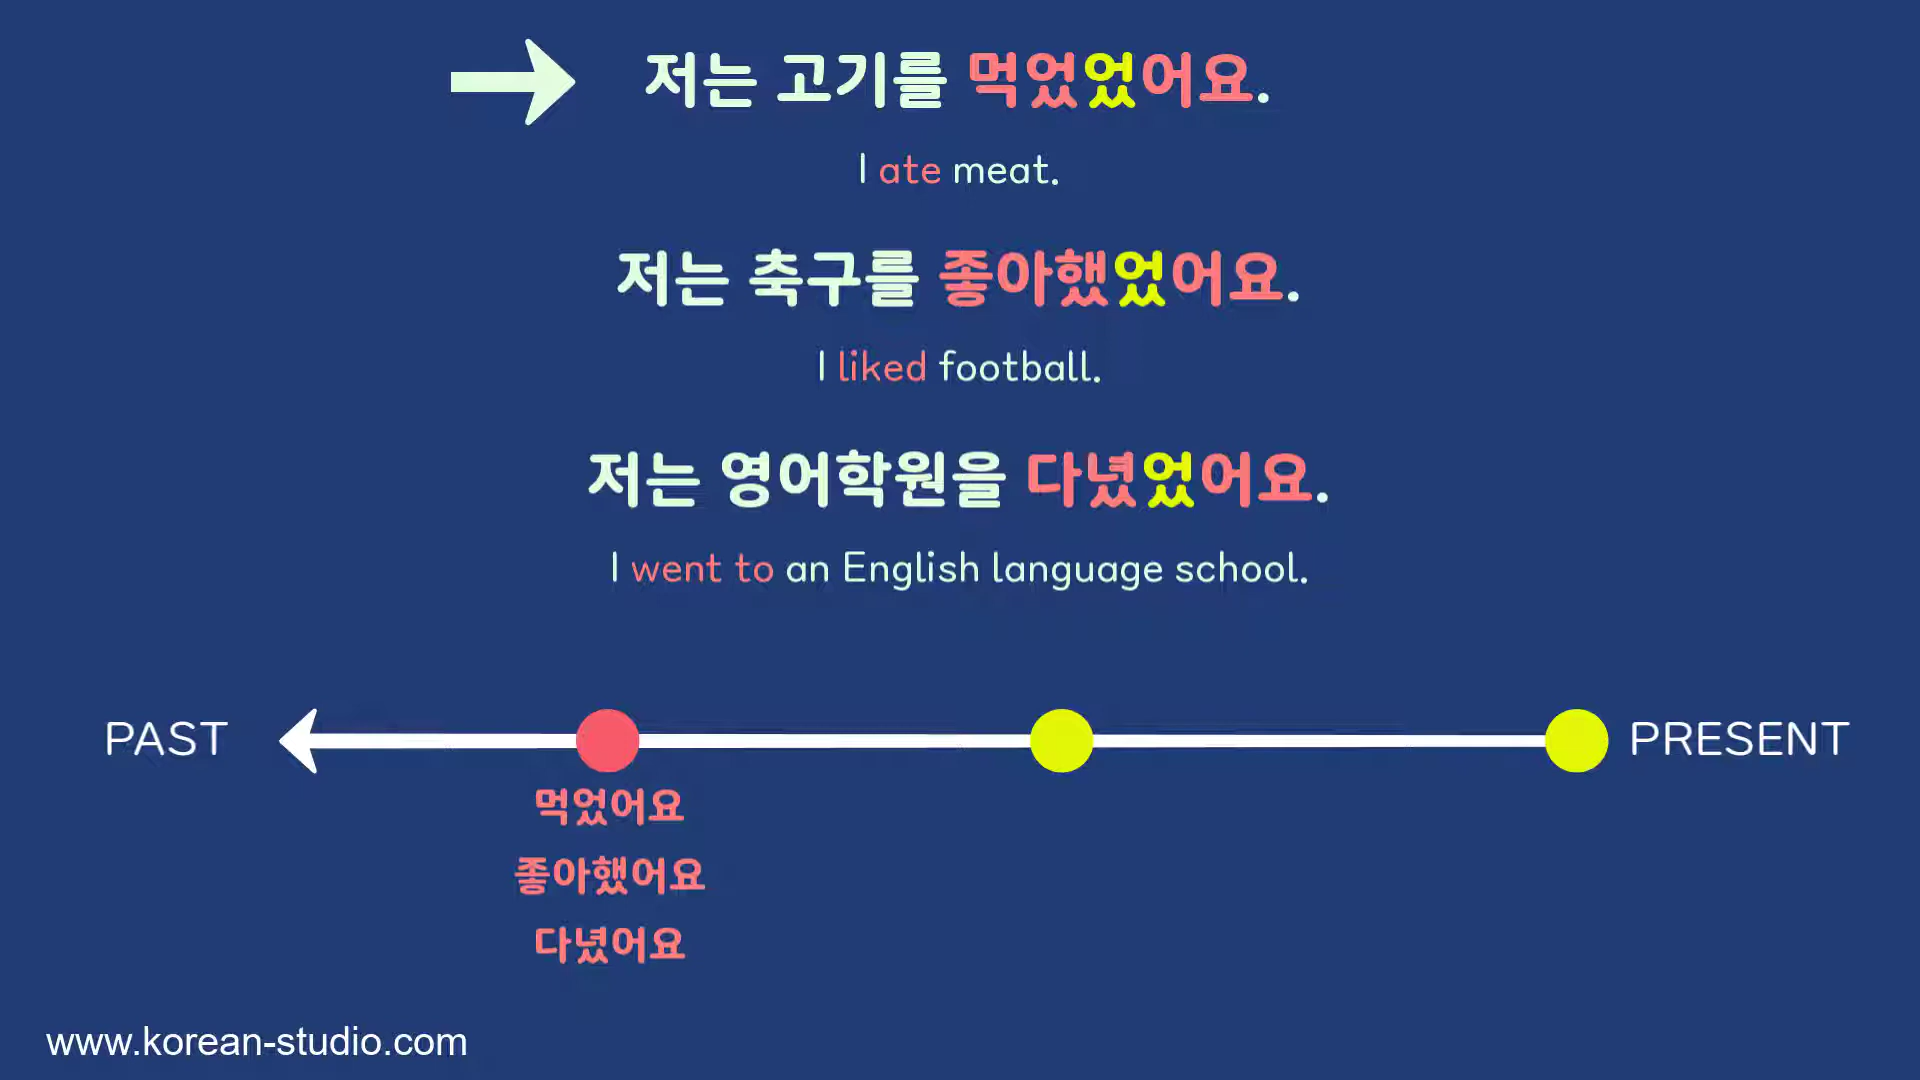 저는 고기를 먹었었어요.
I ate meat.
저는 축구를 좋아했었어요.
I liked football.
저는 영어학원을 다녔었어요.
I went to an English language school.
PAST
PRESENT
먹었어요
좋아했어요
다녔어요
www.korean-studio.com